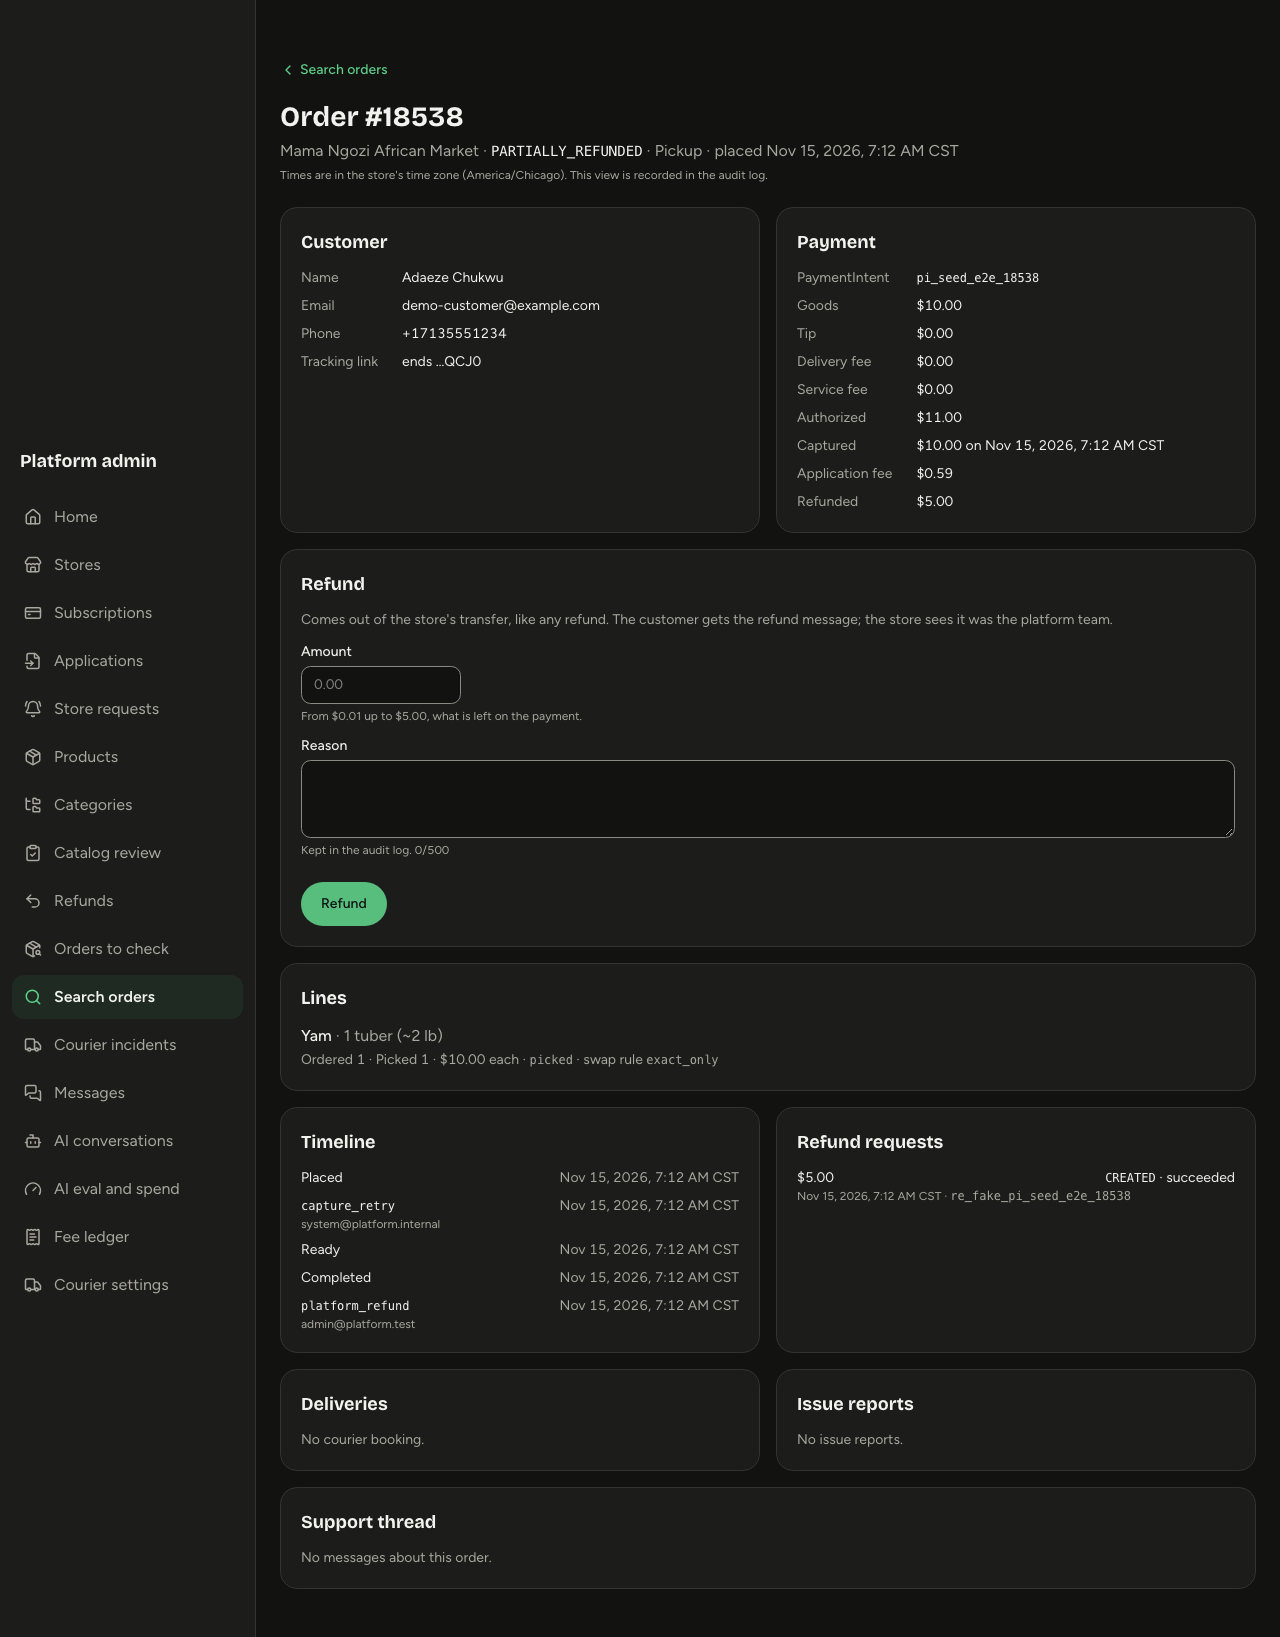 Platform admin
Home
Stores
Subscriptions
Applications
Store requests
Products
Categories
Catalog review
Refunds
Orders to check
Search orders
Courier incidents
Messages
AI conversations
AI eval and spend
Fee ledger
Courier settings
Search orders
Order #18538
Mama Ngozi African Market · PARTIALLY_REFUNDED · Pickup · placed Nov 15, 2026, 7:12 AM CST
Times are in the store's time zone (America/Chicago). This view is recorded in the audit log.
Customer
Name Adaeze Chukwu
Email demo-customer@example.com
Phone +17135551234
Tracking link ends …QCJ0
Payment
PaymentIntent pi_seed_e2e_18538
Goods $10.00
Tip $0.00
Delivery fee $0.00
Service fee $0.00
Authorized $11.00
Captured $10.00 on Nov 15, 2026, 7:12 AM CST
Application fee $0.59
Refunded $5.00
Refund
Comes out of the store's transfer, like any refund. The customer gets the refund message; the store sees it was the platform team.
Amount
0.00
From $0.01 up to $5.00, what is left on the payment.
Reason
Kept in the audit log. 0/500
Refund
Lines
Yam · 1 tuber (~2 lb)
Ordered 1 · Picked 1 · $10.00 each · picked · swap rule exact_only
Timeline
Placed Nov 15, 2026, 7:12 AM CST
capture_retry Nov 15, 2026, 7:12 AM CST
system@platform.internal
Ready Nov 15, 2026, 7:12 AM CST
Completed Nov 15, 2026, 7:12 AM CST
platform_refund Nov 15, 2026, 7:12 AM CST
admin@platform.test
Refund requests
$5.00 CREATED · succeeded
Nov 15, 2026, 7:12 AM CST · re_fake_pi_seed_e2e_18538
Deliveries
No courier booking.
Issue reports
No issue reports.
Support thread
No messages about this order.